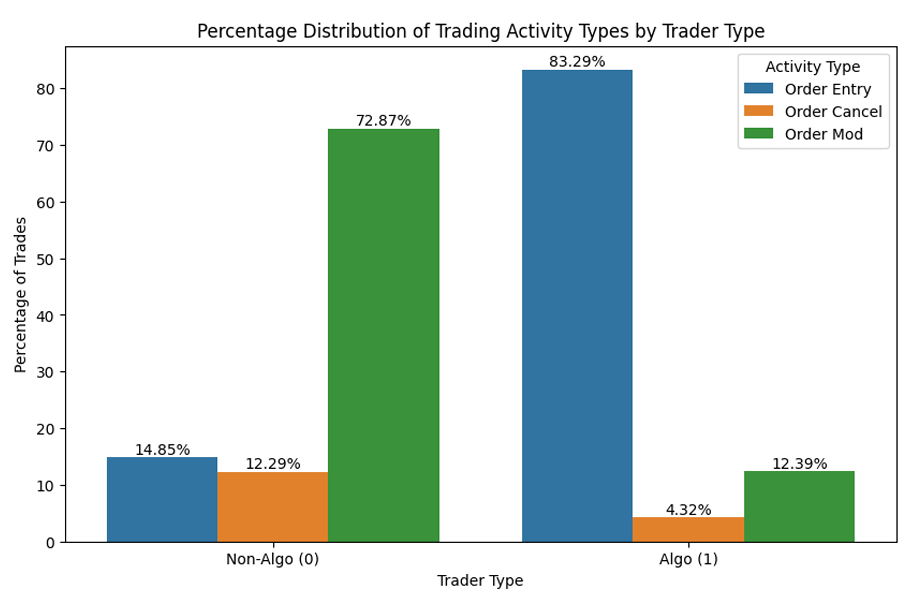 Percentage Distribution of Trading Activity Types by Trader Type
Activity Type
Order Entry
Order Cancel
Order Mod
Percentage of Trades
80
70
60
50
40
30
20
10
0
14.85%
12.29%
72.87%
83.29%
4.32%
12.39%
Non-Algo (0)
Algo (1)
Trader Type